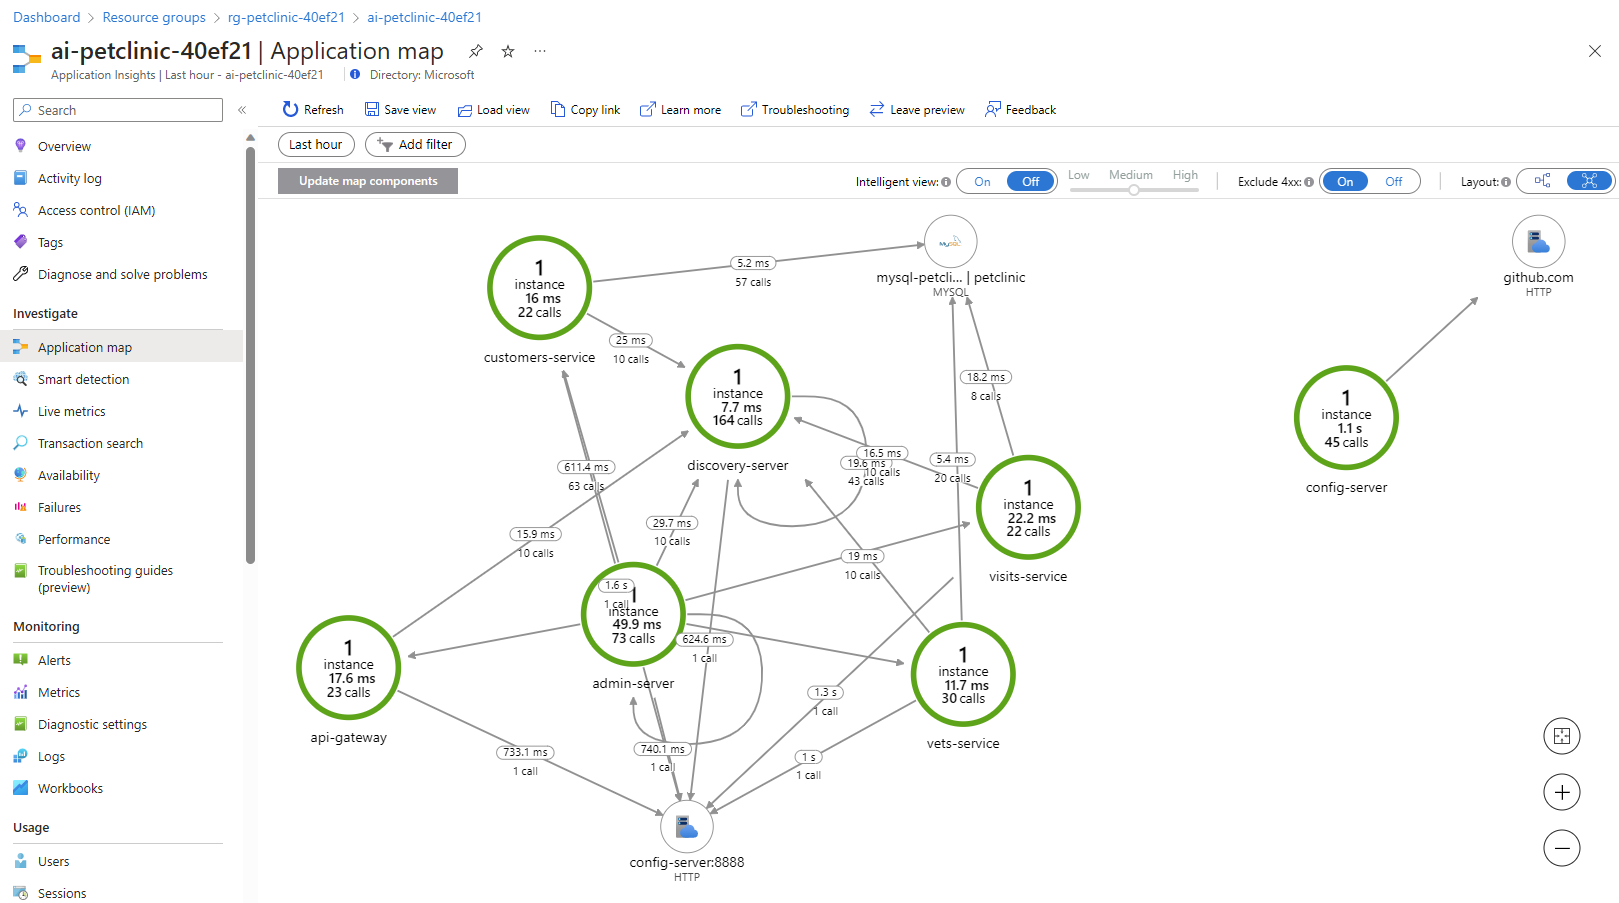 Dashboard > Resource groups > rg-petclinic-40ef21 > ai-petclinic-40ef21
ai-petclinic-40ef21 | Application map ...
Application Insights | Last hour - ai-petclinic-40ef21 Directory: Microsoft
Search
Overview
Activity log
Access control (IAM)
Tags
Diagnose and solve problems
Investigate
Application map
Smart detection
Live metrics
Transaction search
Availability
Failures
Performance
Troubleshooting guides
(preview)
Monitoring
Alerts
Metrics
Diagnostic settings
Logs
Workbooks
Usage
Users
Sessions
Refresh Save view Load view Copy link Learn more Troubleshooting Leave preview Feedback
Last hour Add filter
Update map components
Intelligent view: On Off Low Medium High Exclude 4xx: On Off Layout:
1
instance
16 ms
22 calls
customers-service
5.2 ms
57 calls
MySQL
mysql-petcli... | petclinic
MYSQL
github.com
HTTP
25 ms
10 calls
1
instance
7.7 ms
164 calls
discovery-server
18.2 ms
8 calls
1
instance
1.1 s
45 calls
config-server
611.4 ms
63 calls
16.5 ms
10 calls
19.6 ms
43 calls
5.4 ms
20 calls
1
instance
22.2 ms
22 calls
visits-service
15.9 ms
10 calls
29.7 ms
10 calls
19 ms
10 calls
1.6 s
1 call
1
instance
49.9 ms
73 calls
admin-server
624.6 ms
1 call
1
instance
17.6 ms
23 calls
api-gateway
1
instance
11.7 ms
30 calls
vets-service
1.3 s
1 call
733.1 ms
1 call
740.1 ms
1 call
1 s
1 call
config-server:8888
HTTP